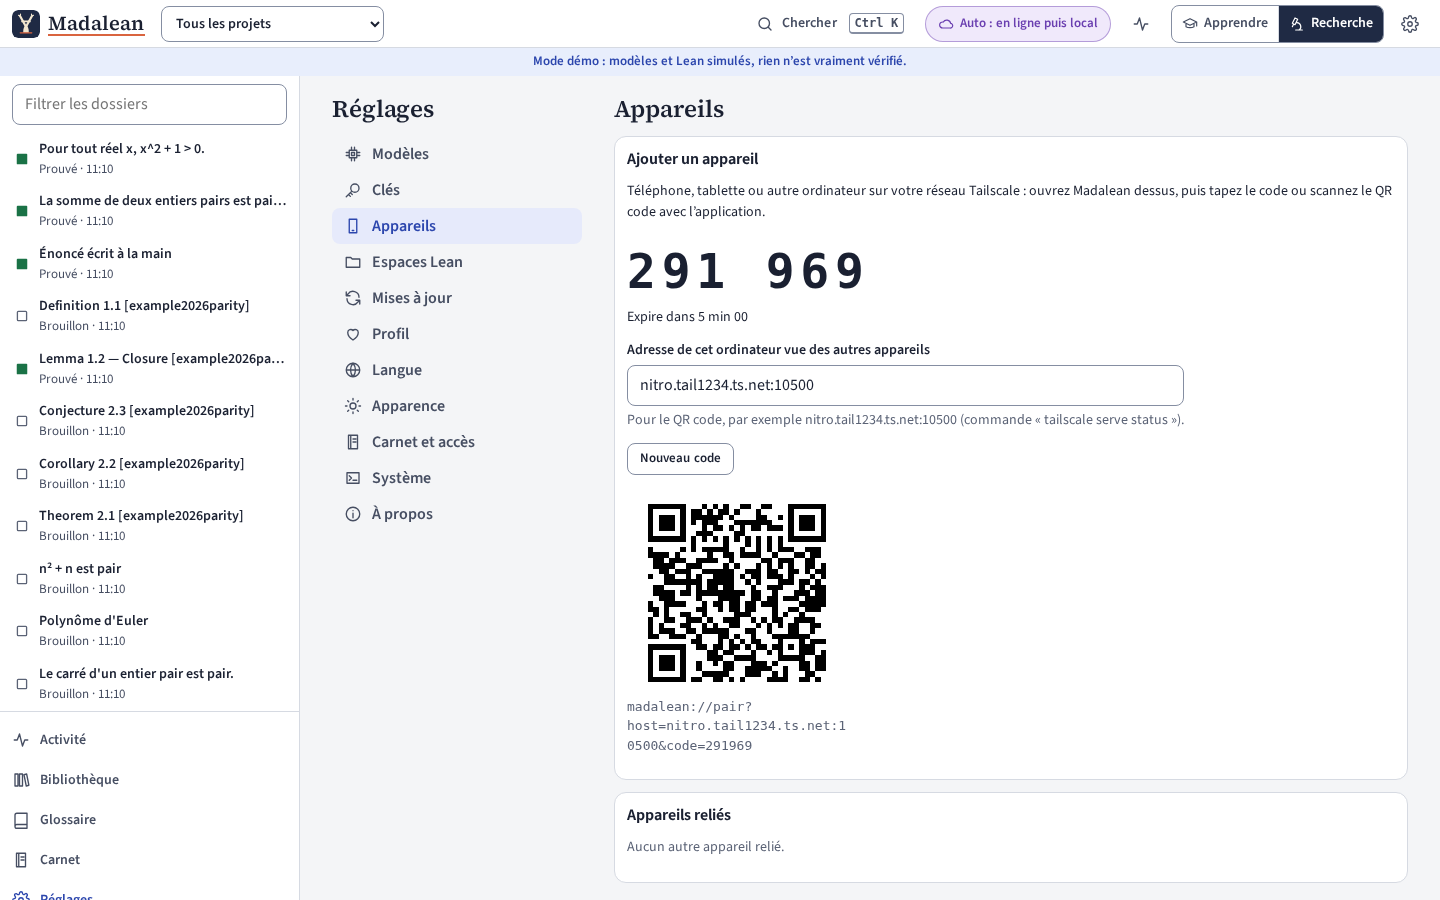 Madalean
Tous les projets
Chercher
Ctrl K
Auto : en ligne puis local
Apprendre
Recherche
Mode démo : modèles et Lean simulés, rien n’est vraiment vérifié.
Filtrer les dossiers
Pour tout réel x, x^2 + 1 > 0.
Prouvé · 11:10
La somme de deux entiers pairs est pai…
Prouvé · 11:10
Énoncé écrit à la main
Prouvé · 11:10
Definition 1.1 [example2026parity]
Brouillon · 11:10
Lemma 1.2 — Closure [example2026pa…
Prouvé · 11:10
Conjecture 2.3 [example2026parity]
Brouillon · 11:10
Corollary 2.2 [example2026parity]
Brouillon · 11:10
Theorem 2.1 [example2026parity]
Brouillon · 11:10
n² + n est pair
Brouillon · 11:10
Polynôme d'Euler
Brouillon · 11:10
Le carré d'un entier pair est pair.
Brouillon · 11:10
Activité
Bibliothèque
Glossaire
Carnet
Réglages
Réglages
Modèles
Clés
Appareils
Espaces Lean
Mises à jour
Profil
Langue
Apparence
Carnet et accès
Système
À propos
Appareils
Ajouter un appareil
Téléphone, tablette ou autre ordinateur sur votre réseau Tailscale : ouvrez Madalean dessus, puis tapez le code ou scannez le QR
code avec l’application.
291 969
Expire dans 5 min 00
Adresse de cet ordinateur vue des autres appareils
nitro.tail1234.ts.net:10500
Pour le QR code, par exemple nitro.tail1234.ts.net:10500 (commande « tailscale serve status »).
Nouveau code
madalean://pair?
host=nitro.tail1234.ts.net:1
0500&code=291969
Appareils reliés
Aucun autre appareil relié.